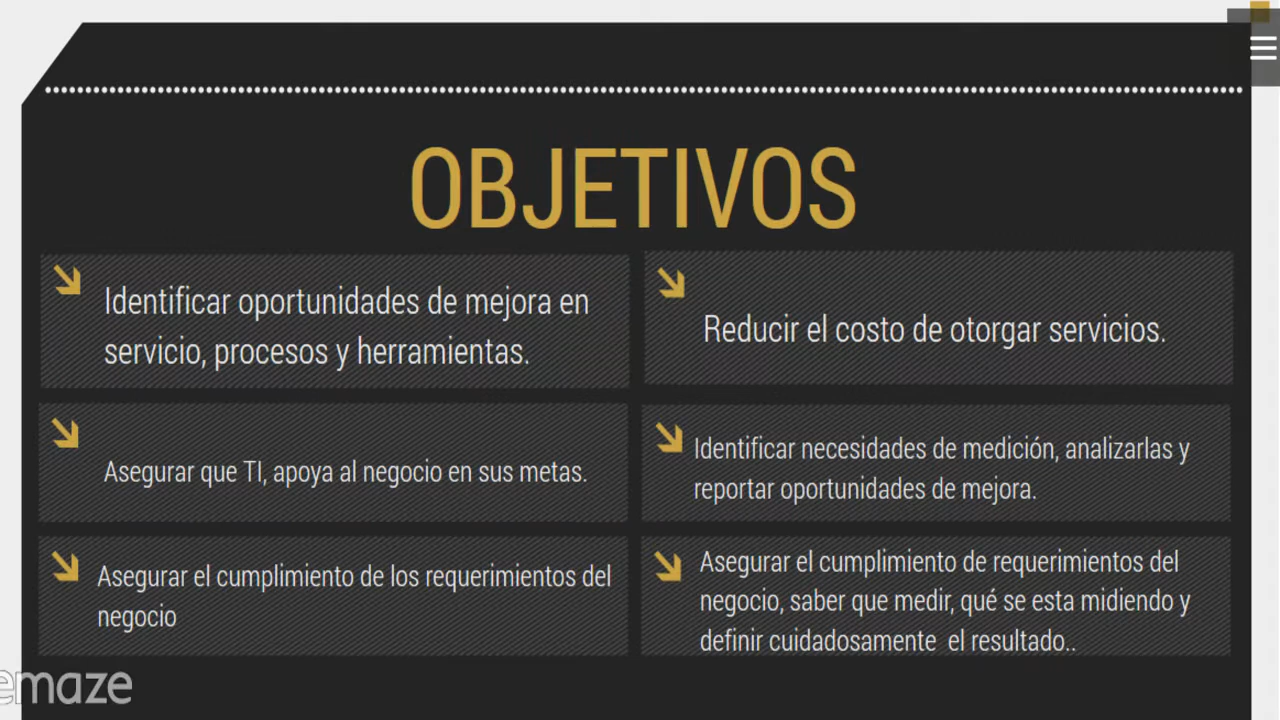 OBJETIVOS
Identificar oportunidades de mejora en
servicio, procesos y herramientas.
Reducir el costo de otorgar servicios.
Asegurar que TI, apoya al negocio en sus metas.
Identificar necesidades de medición, analizarlas y
reportar oportunidades de mejora.
Asegurar el cumplimiento de los requerimientos del
negocio
Asegurar el cumplimiento de requerimientos del
negocio, saber que medir, qué se esta midiendo y
definir cuidadosamente  el resultado..
emaze